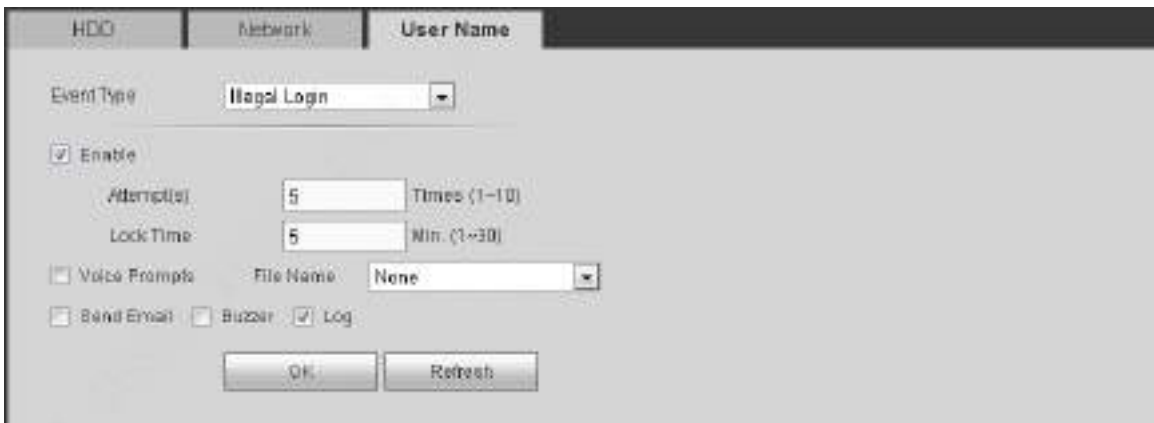 HDD Network User Name
Event Type Illegal Login
Enable
Attempt(s) 5 Times (1~10)
Lock Time 5 Min. (1~30)
Voice Prompts File Name None
Send Email Buzzer Log
OK Refresh